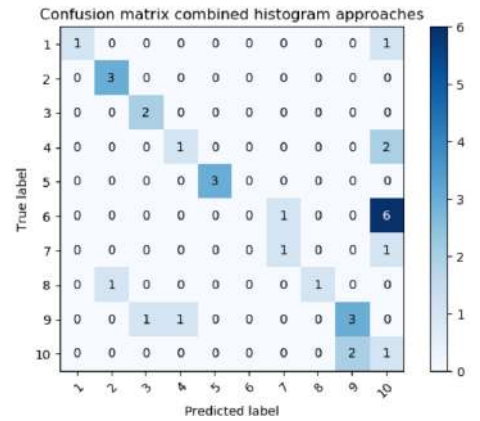 Confusion matrix combined histogram approaches
1 1 0 0 0 0 0 0 0 0 1
2 0 3 0 0 0 0 0 0 0 0
3 0 0 2 0 0 0 0 0 0 0
4 0 0 0 1 0 0 0 0 0 2
5 0 0 0 0 3 0 0 0 0 0
6 0 0 0 0 0 0 1 0 0 6
7 0 0 0 0 0 0 1 0 0 1
8 0 1 0 0 0 0 0 1 0 0
9 0 0 1 1 0 0 0 0 3 0
10 0 0 0 0 0 0 0 0 2 1
1 2 3 4 5 6 7 8 9 10
True label
Predicted label
6
5
4
3
2
1
0